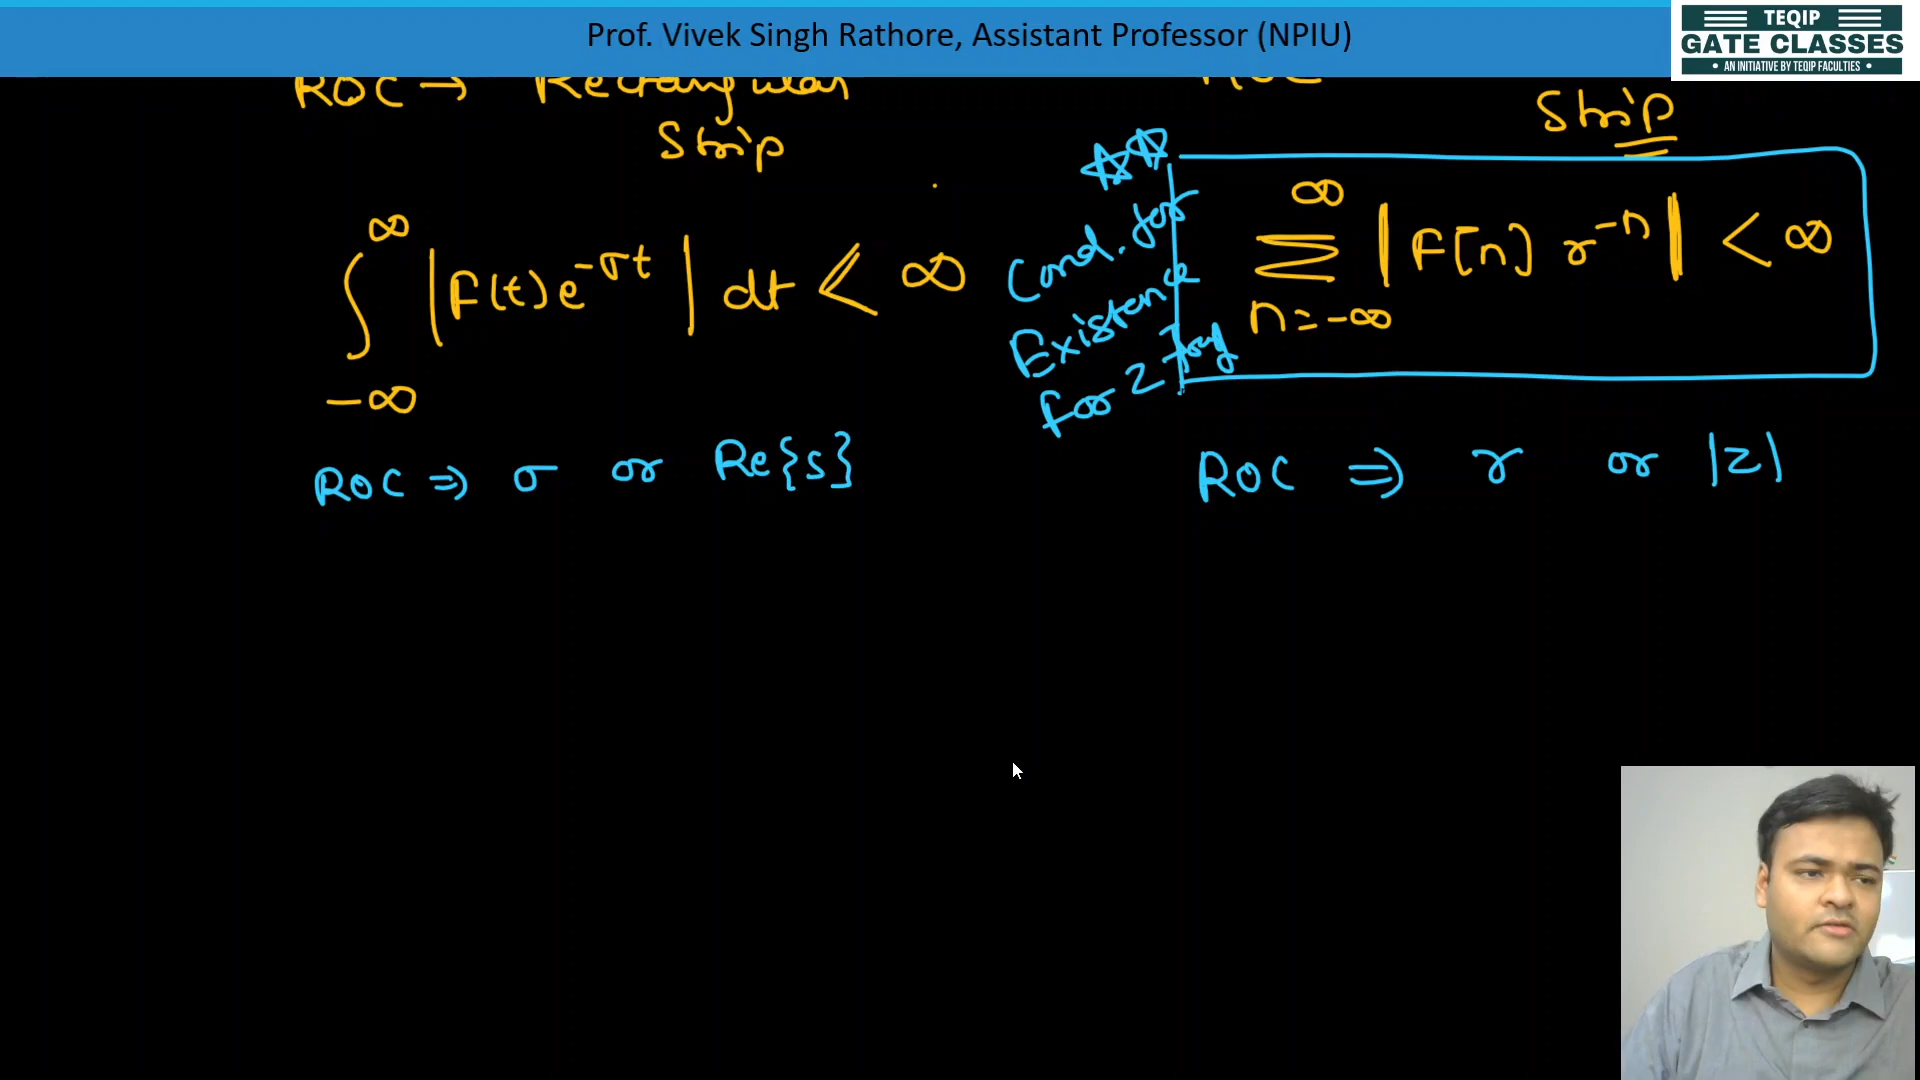 Prof. Vivek Singh Rathore, Assistant Professor (NPIU)
TEQIP
GATE CLASSES
• AN INITIATIVE BY TEQIP FACULTIES •
ROC → Rectangular
Strip
∫_{-∞}^{∞} |F(t) e^{-σt}| dt < ∞
ROC ⇒ σ or Re{s}
ROC
Strip
Cond. for
Existence
for Z
∑_{n=-∞}^{∞} |F[n] r^{-n}| < ∞
ROC ⇒ r or |z|